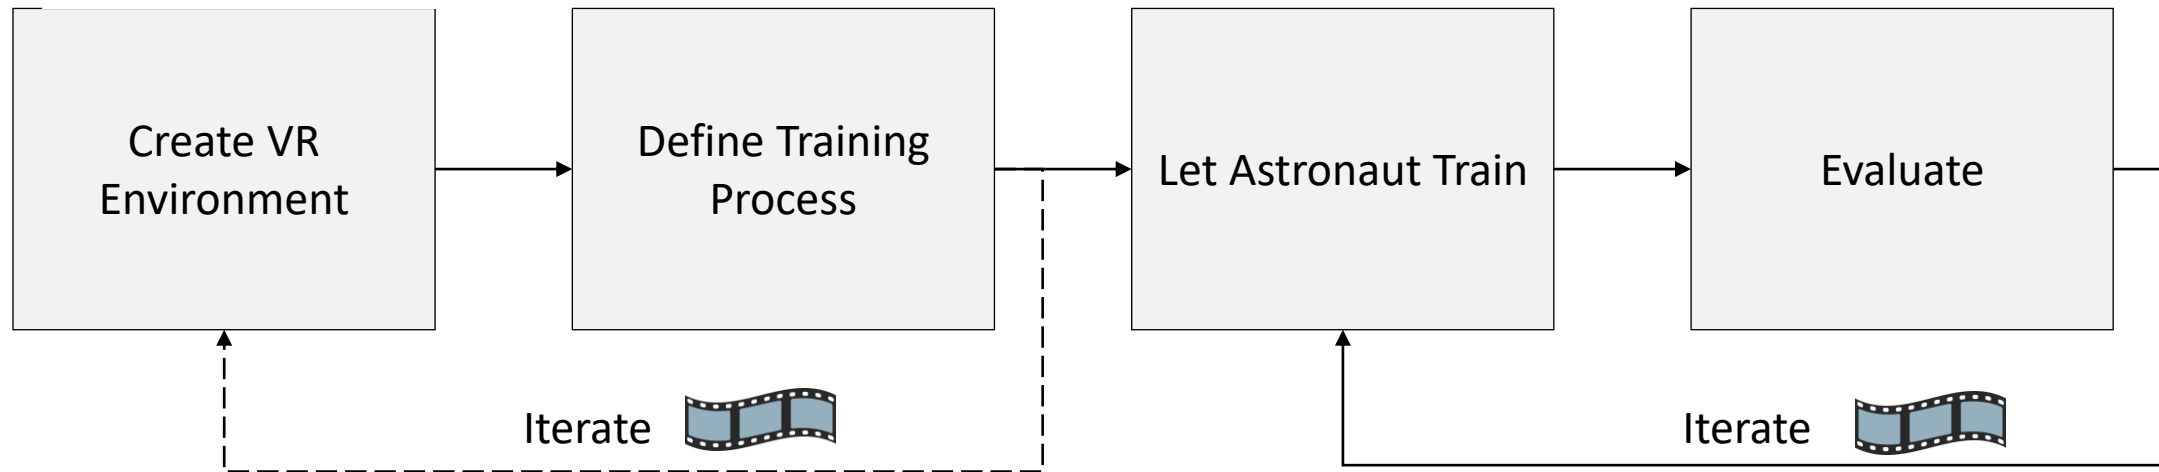 Create VR
Environment
Define Training
Process
Let Astronaut Train
Evaluate
Iterate
Iterate